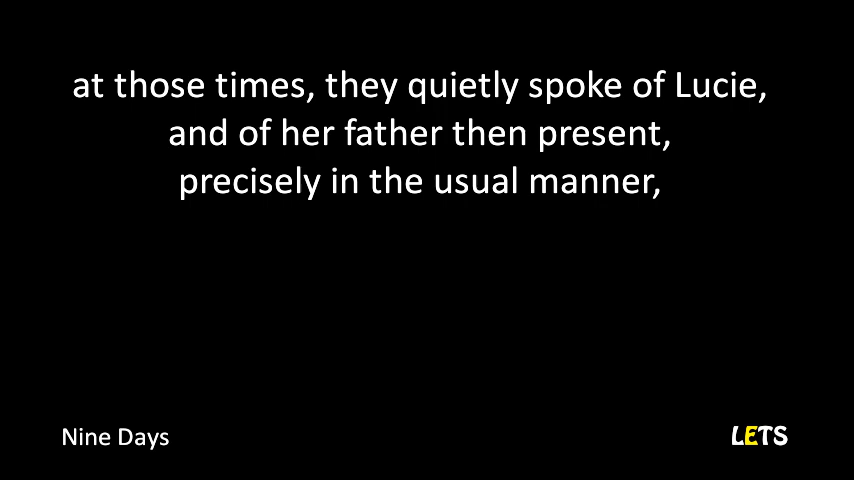 at those times, they quietly spoke of Lucie,
and of her father then present,
precisely in the usual manner,
Nine Days
LETS